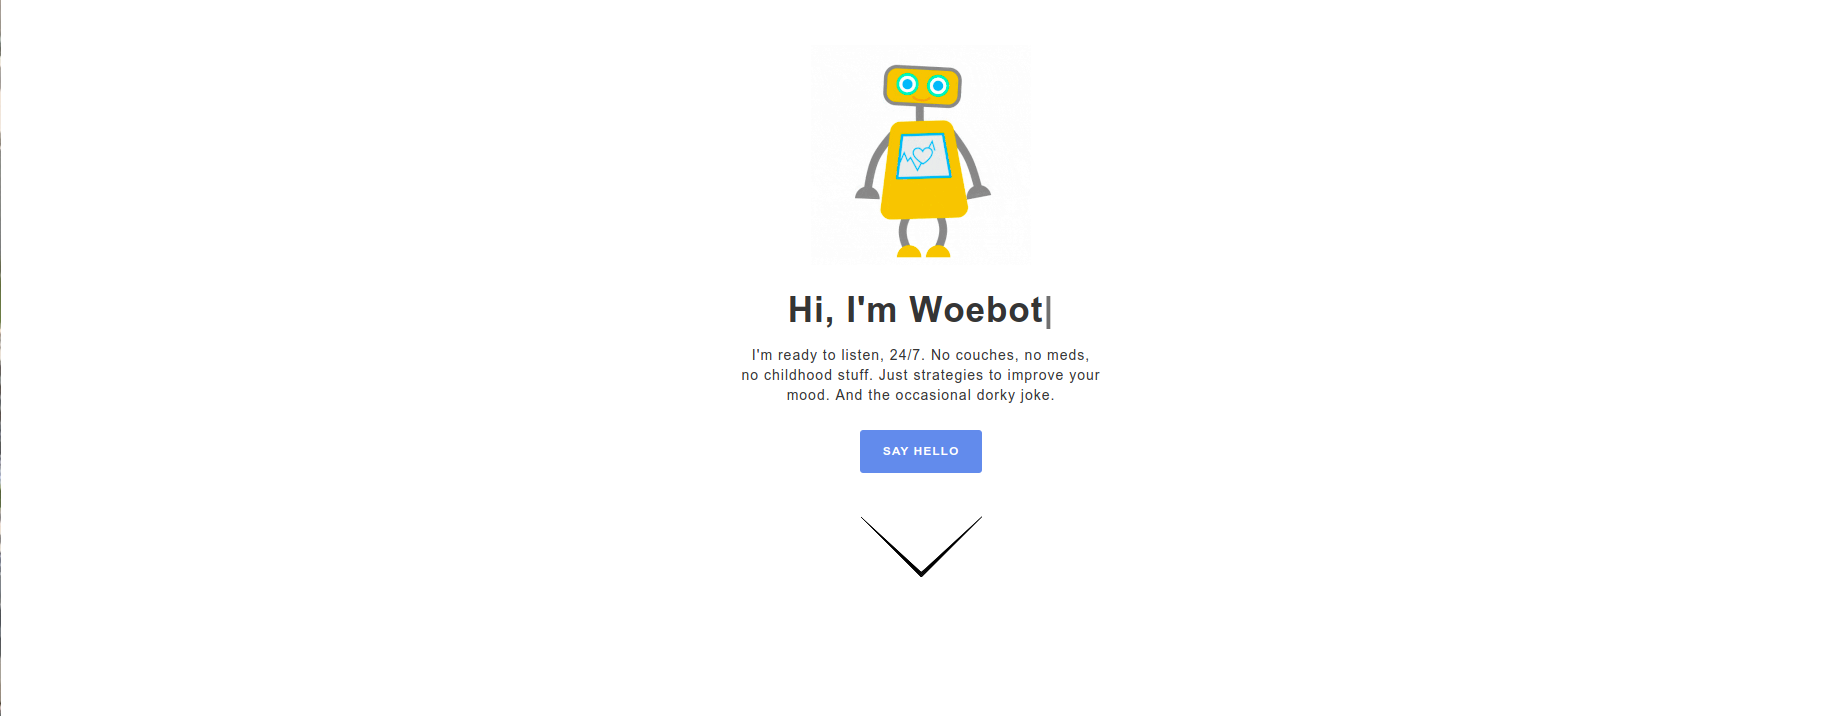 Hi, I'm Woebot|
I'm ready to listen, 24/7. No couches, no meds,
no childhood stuff. Just strategies to improve your
mood. And the occasional dorky joke.
SAY HELLO